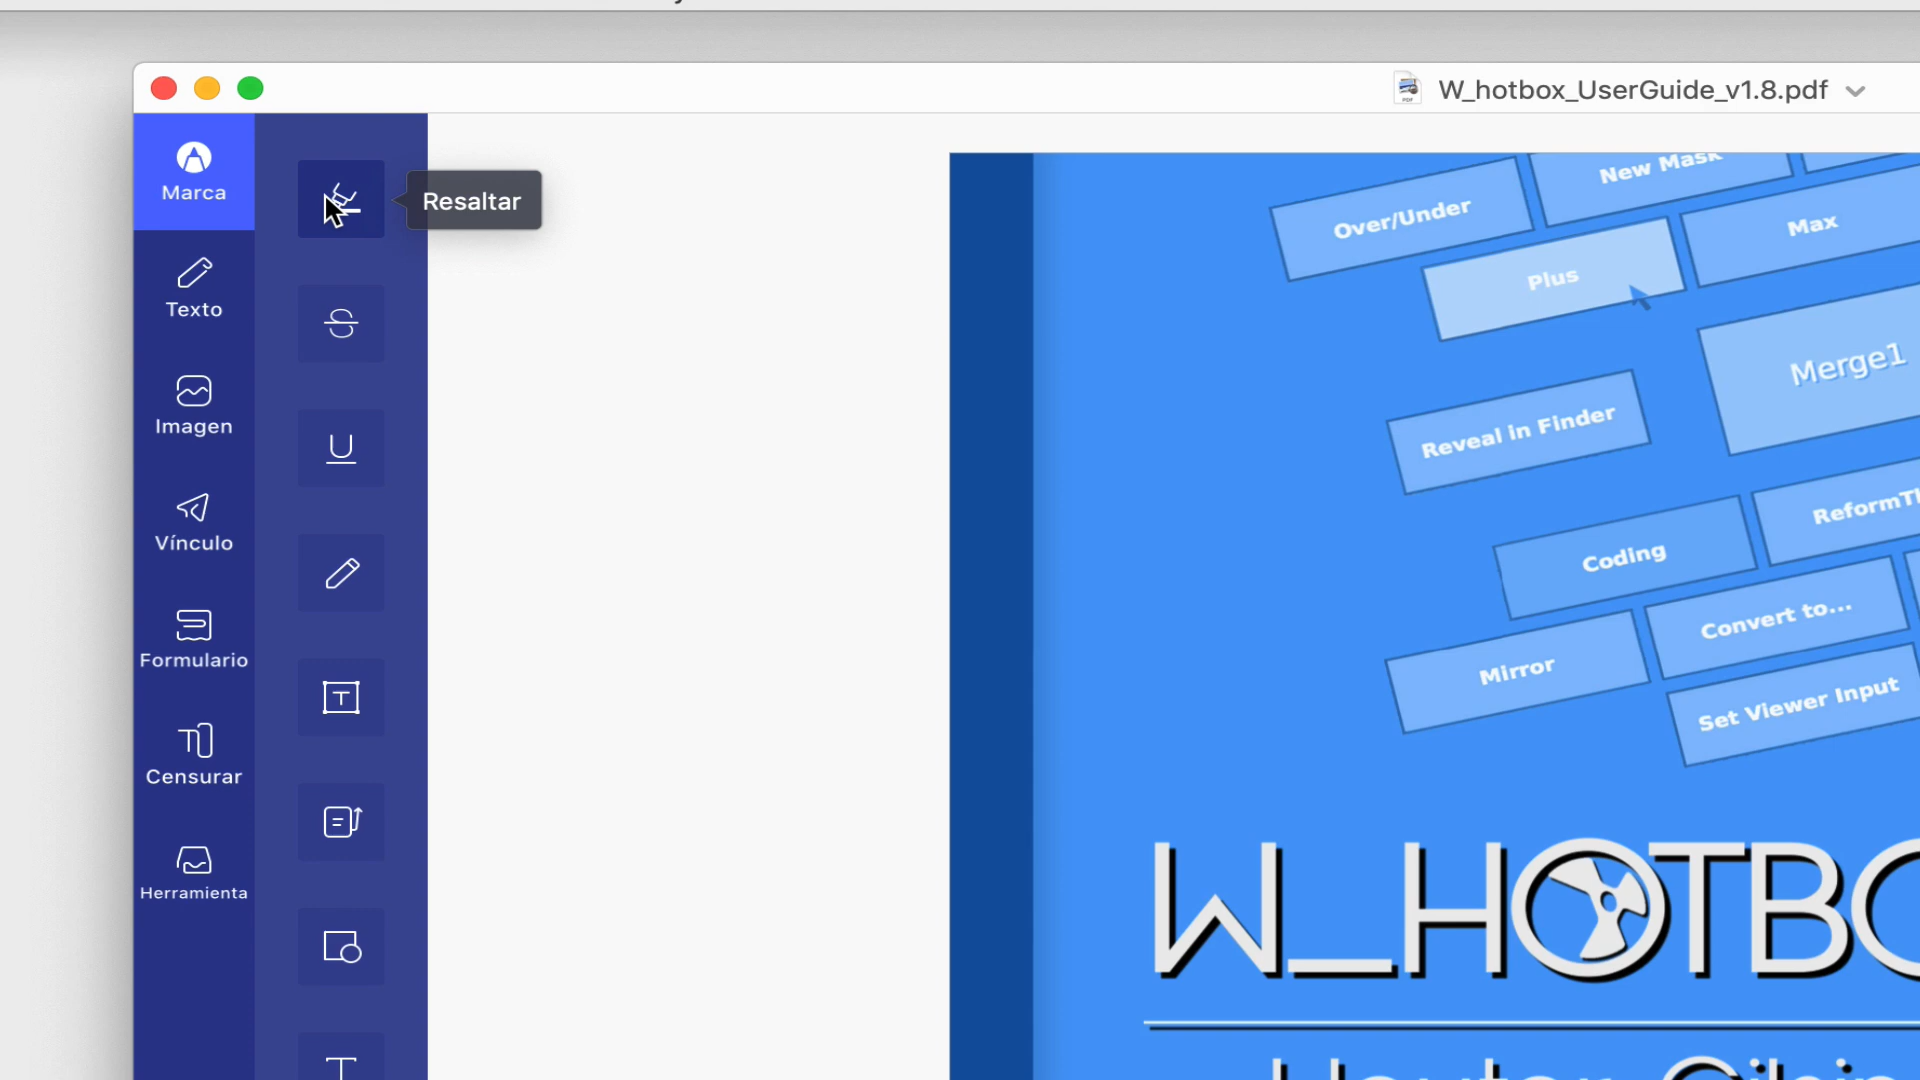 W_hotbox_UserGuide_v1.8.pdf
Marca
Resaltar
Texto
Imagen
Vínculo
Formulario
Censurar
Herramienta
New Mask
Over/Under
Max
Plus
Merge1
Reveal in Finder
Coding
Convert to...
Mirror
Set Viewer Input